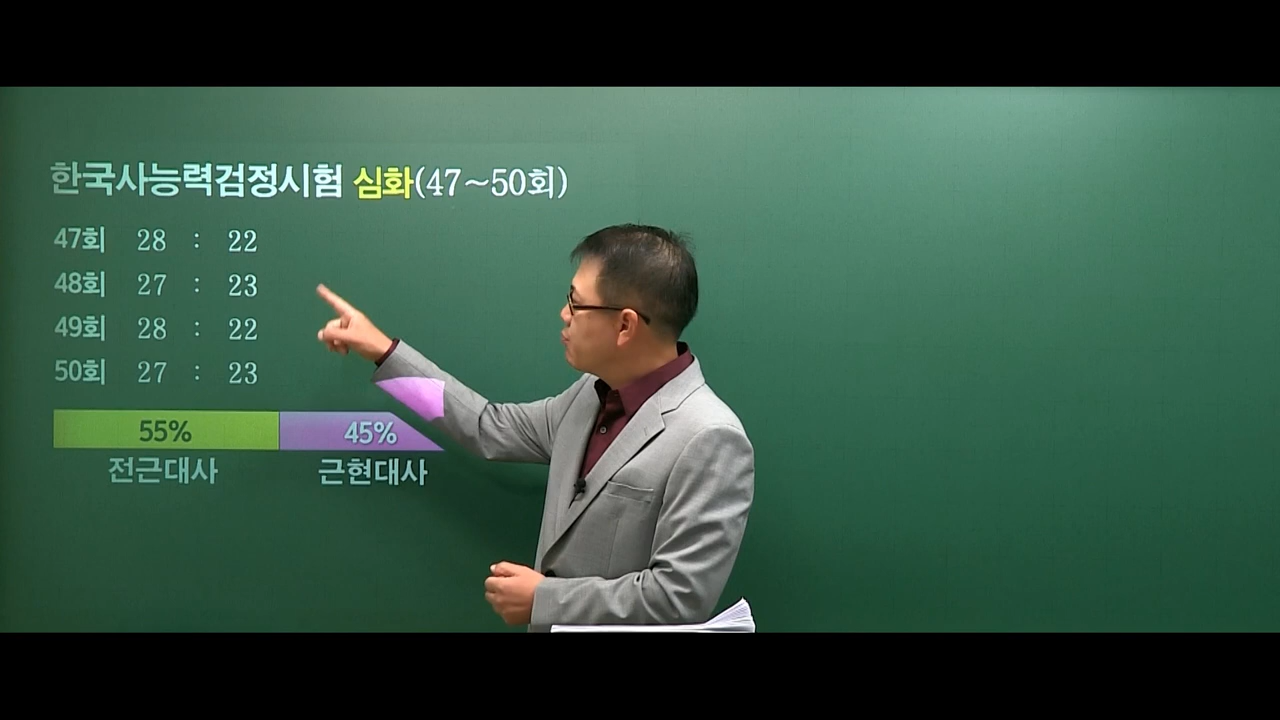 한국사능력검정시험 심화(47~50회)
47회 28 : 22
48회 27 : 23
49회 28 : 22
50회 27 : 23
55% 45%
전근대사 근현대사